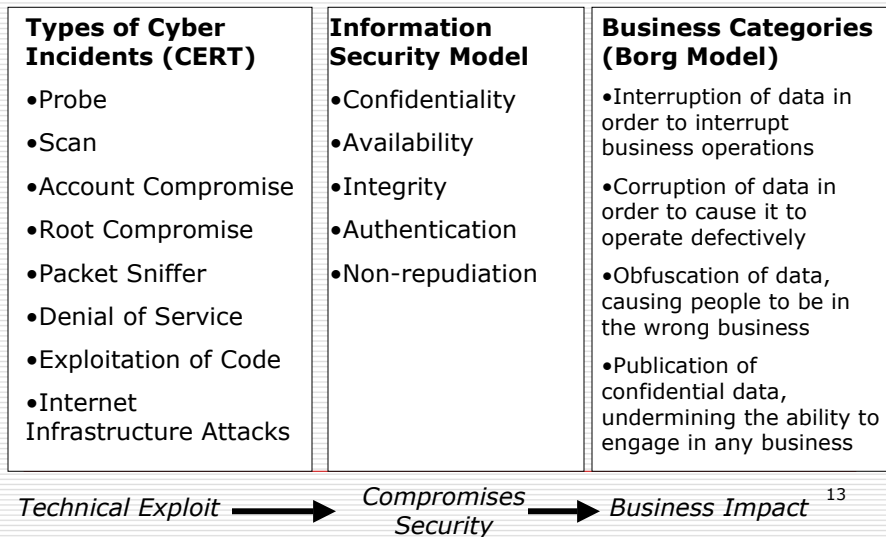 Types of Cyber
Incidents (CERT)
•Probe
•Scan
•Account Compromise
•Root Compromise
•Packet Sniffer
•Denial of Service
•Exploitation of Code
•Internet
Infrastructure Attacks
Information
Security Model
•Confidentiality
•Availability
•Integrity
•Authentication
•Non-repudiation
Business Categories
(Borg Model)
•Interruption of data in
order to interrupt
business operations
•Corruption of data in
order to cause it to
operate defectively
•Obfuscation of data,
causing people to be in
the wrong business
•Publication of
confidential data,
undermining the ability to
engage in any business
Technical Exploit
Compromises
Security
Business Impact
13